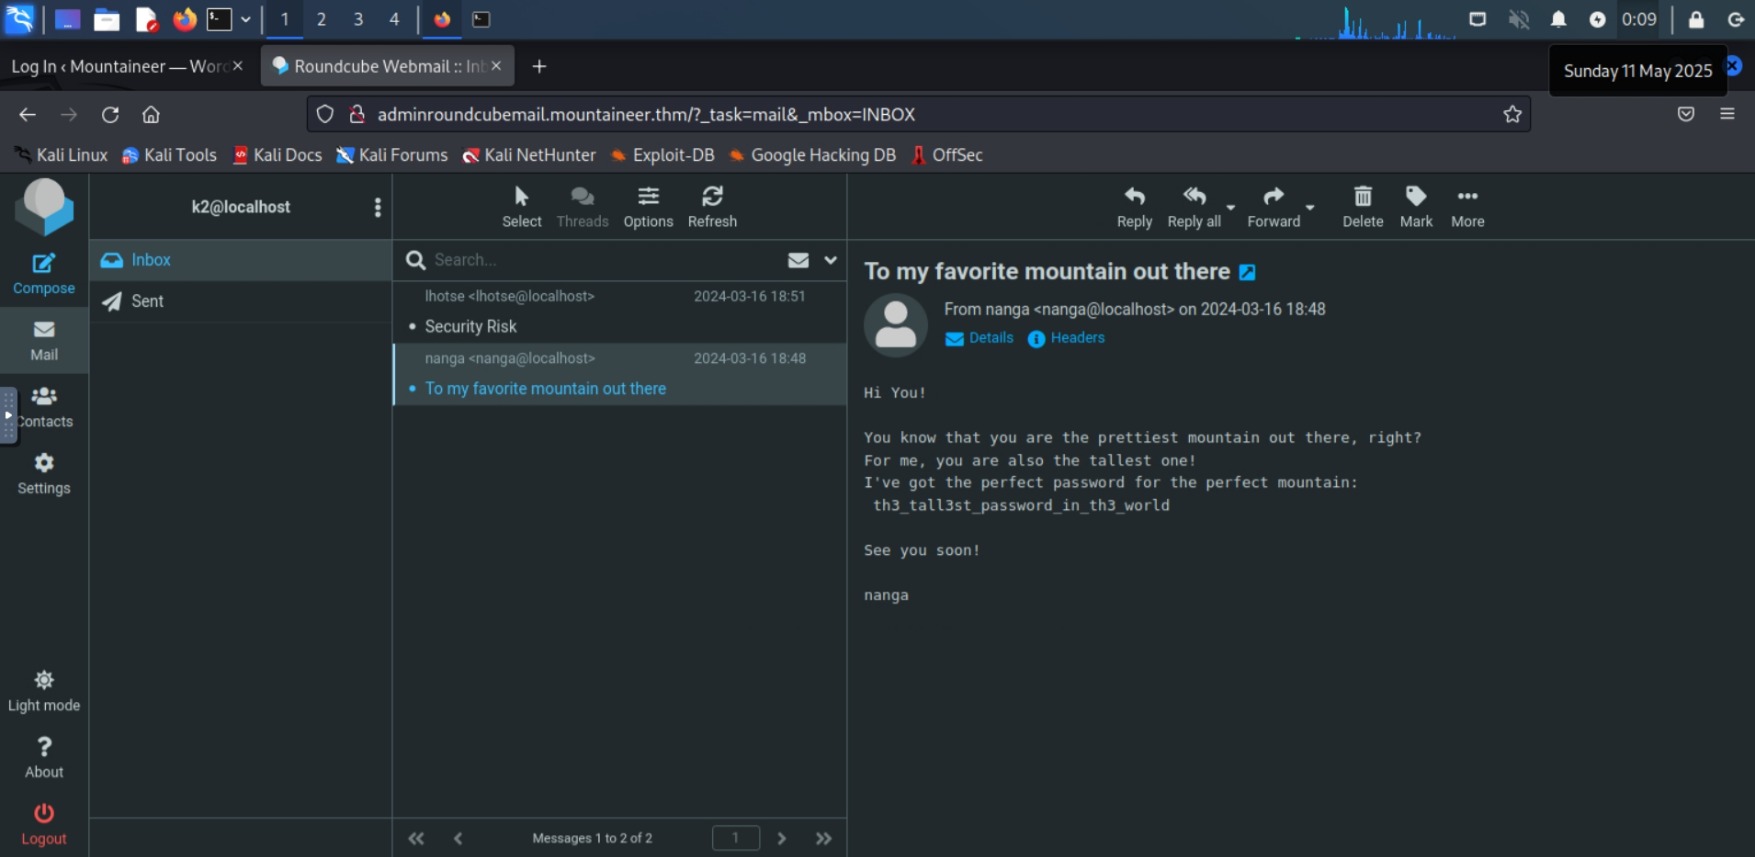 1 2 3 4 0:09
Log In ‹ Mountaineer — Wor
Roundcube Webmail :: Inb
Sunday 11 May 2025
adminroundcubemail.mountaineer.thm/?_task=mail&_mbox=INBOX
Kali Linux Kali Tools Kali Docs Kali Forums Kali NetHunter Exploit-DB Google Hacking DB OffSec
Compose
Mail
Contacts
Settings
Light mode
About
Logout
k2@localhost
Inbox
Sent
Select Threads Options Refresh
Search...
lhotse <lhotse@localhost> 2024-03-16 18:51
• Security Risk
nanga <nanga@localhost> 2024-03-16 18:48
• To my favorite mountain out there
Messages 1 to 2 of 2 1
Reply Reply all Forward Delete Mark More
To my favorite mountain out there
From nanga <nanga@localhost> on 2024-03-16 18:48
Details Headers
Hi You!
You know that you are the prettiest mountain out there, right?
For me, you are also the tallest one!
I've got the perfect password for the perfect mountain:
th3_tall3st_password_in_th3_world
See you soon!
nanga